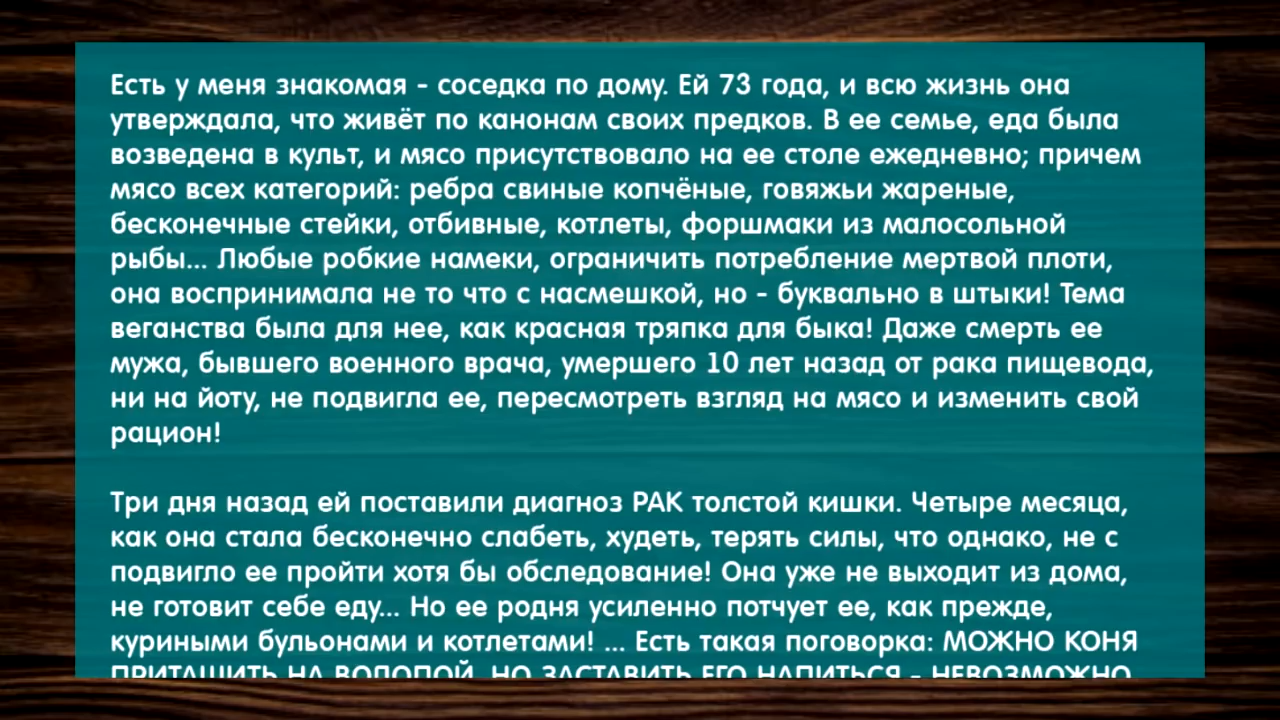 Есть у меня знакомая - соседка по дому. Ей 73 года, и всю жизнь она
утверждала, что живёт по канонам своих предков. В ее семье, еда была
возведена в культ, и мясо присутствовало на ее столе ежедневно; причем
мясо всех категорий: ребра свиные копчёные, говяжьи жареные,
бесконечные стейки, отбивные, котлеты, форшмаки из малосольной
рыбы... Любые робкие намеки, ограничить потребление мертвой плоти,
она воспринимала не то что с насмешкой, но - буквально в штыки! Тема
веганства была для нее, как красная тряпка для быка! Даже смерть ее
мужа, бывшего военного врача, умершего 10 лет назад от рака пищевода,
ни на йоту, не подвигла ее, пересмотреть взгляд на мясо и изменить свой
рацион!
Три дня назад ей поставили диагноз РАК толстой кишки. Четыре месяца,
как она стала бесконечно слабеть, худеть, терять силы, что однако, не с
подвигло ее пройти хотя бы обследование! Она уже не выходит из дома,
не готовит себе еду... Но ее родня усиленно потчует ее, как прежде,
куриными бульонами и котлетами! ... Есть такая поговорка: МОЖНО КОНЯ
ПРИТАЩИТЬ НА ВОДОПОЙ, НО ЗАСТАВИТЬ ЕГО НАПИТЬСЯ - НЕВОЗМОЖНО